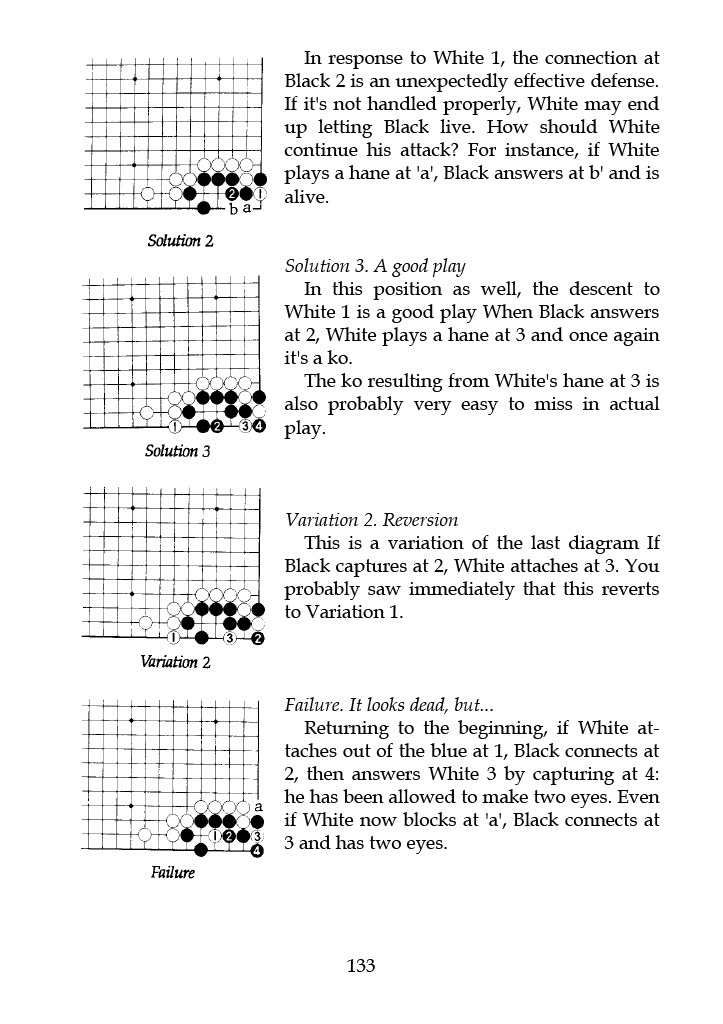 In response to White 1, the connection at
Black 2 is an unexpectedly effective defense.
If it's not handled properly, White may end
up letting Black live. How should White
continue his attack? For instance, if White
plays a hane at 'a', Black answers at b' and is
alive.
2 1
b a
Solution 2
Solution 3. A good play
In this position as well, the descent to
White 1 is a good play When Black answers
at 2, White plays a hane at 3 and once again
it's a ko.
The ko resulting from White's hane at 3 is
also probably very easy to miss in actual
play.
1 2 3 4
Solution 3
Variation 2. Reversion
This is a variation of the last diagram If
Black captures at 2, White attaches at 3. You
probably saw immediately that this reverts
to Variation 1.
1 3 2
Variation 2
Failure. It looks dead, but...
Returning to the beginning, if White at-
taches out of the blue at 1, Black connects at
2, then answers White 3 by capturing at 4:
he has been allowed to make two eyes. Even
if White now blocks at 'a', Black connects at
3 and has two eyes.
a
1 2 3
4
Failure
133